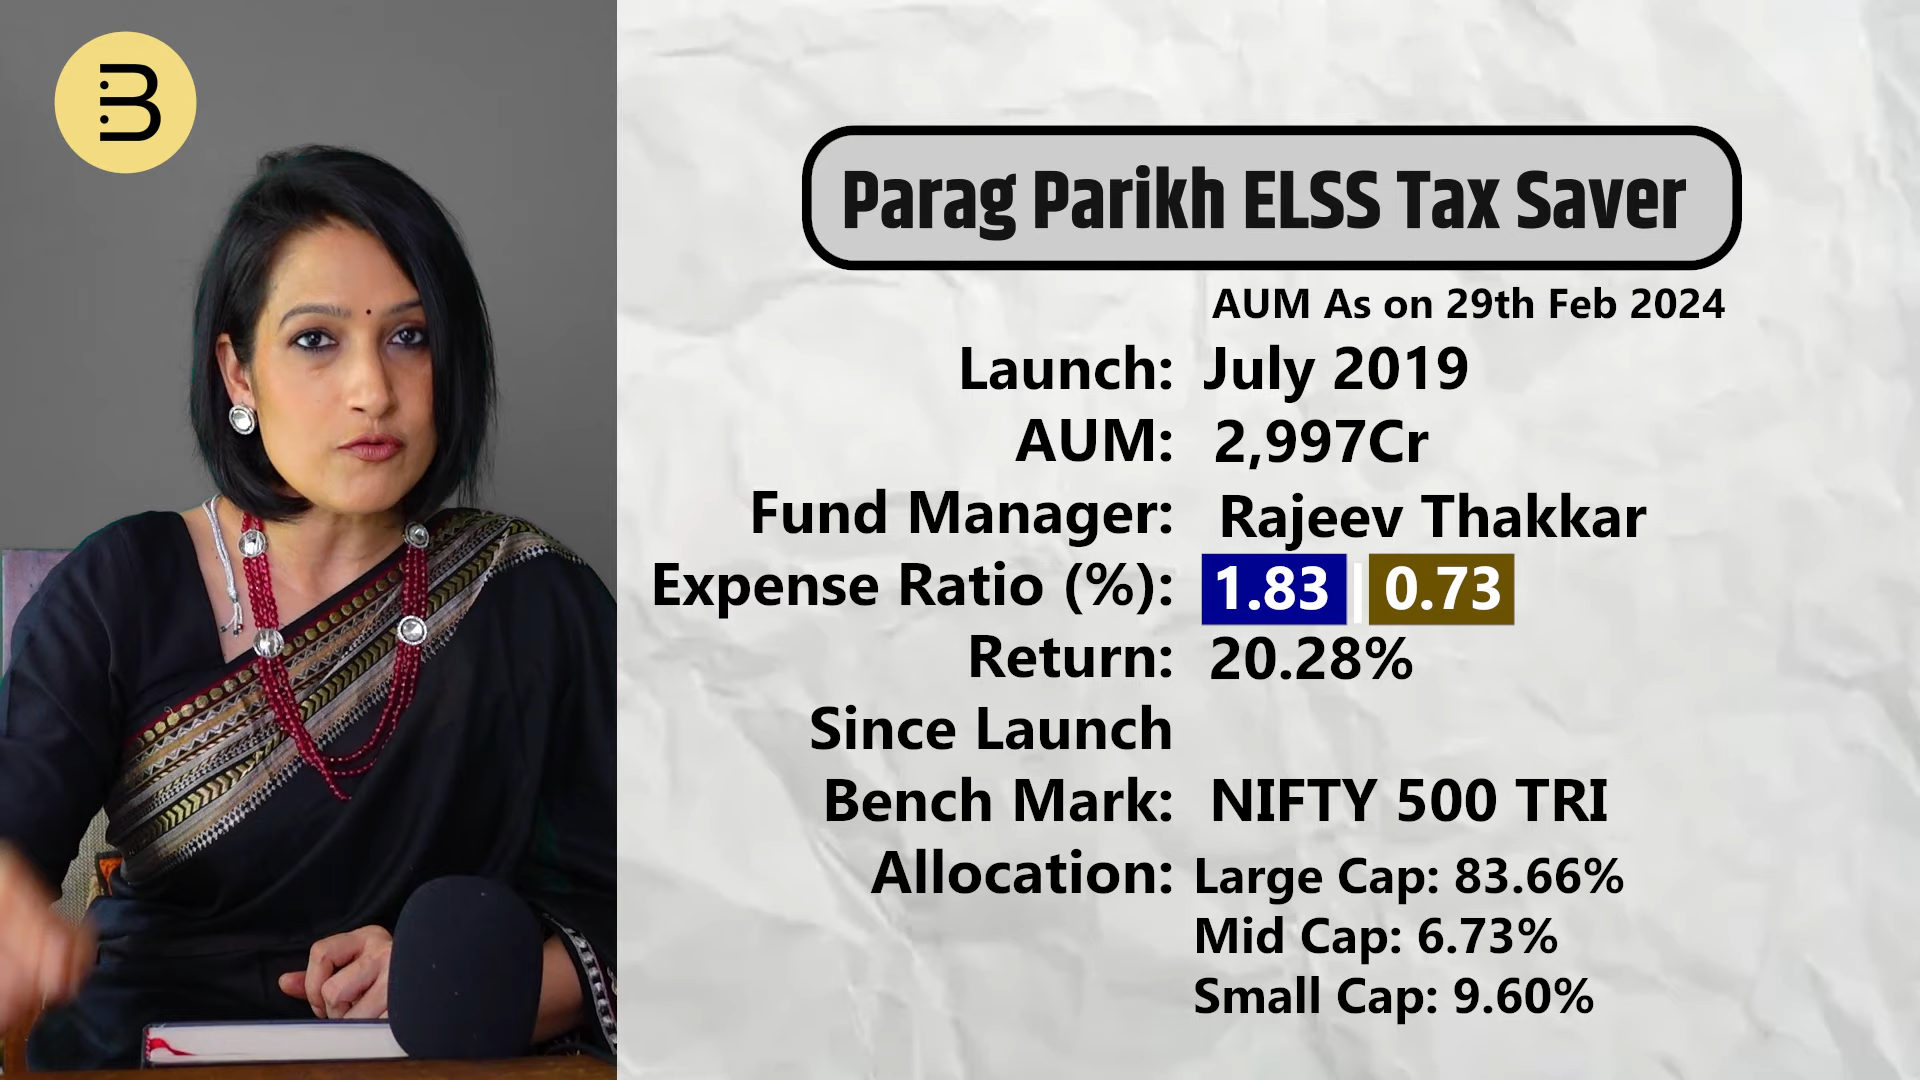 B
Parag Parikh ELSS Tax Saver
AUM As on 29th Feb 2024
Launch: July 2019
AUM: 2,997Cr
Fund Manager: Rajeev Thakkar
Expense Ratio (%): 1.83 | 0.73
Return: 20.28%
Since Launch
Bench Mark: NIFTY 500 TRI
Allocation: Large Cap: 83.66%
Mid Cap: 6.73%
Small Cap: 9.60%